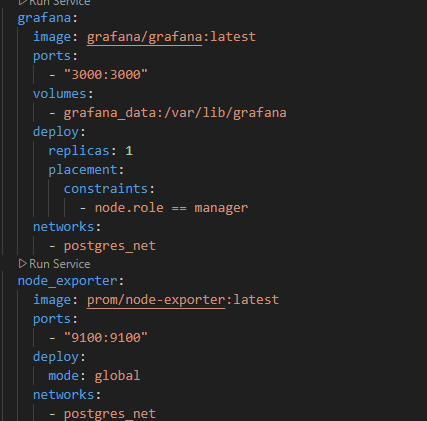 Run Service
grafana:
image: grafana/grafana:latest
ports:
- "3000:3000"
volumes:
- grafana_data:/var/lib/grafana
deploy:
replicas: 1
placement:
constraints:
- node.role == manager
networks:
- postgres_net
Run Service
node_exporter:
image: prom/node-exporter:latest
ports:
- "9100:9100"
deploy:
mode: global
networks:
- postgres_net